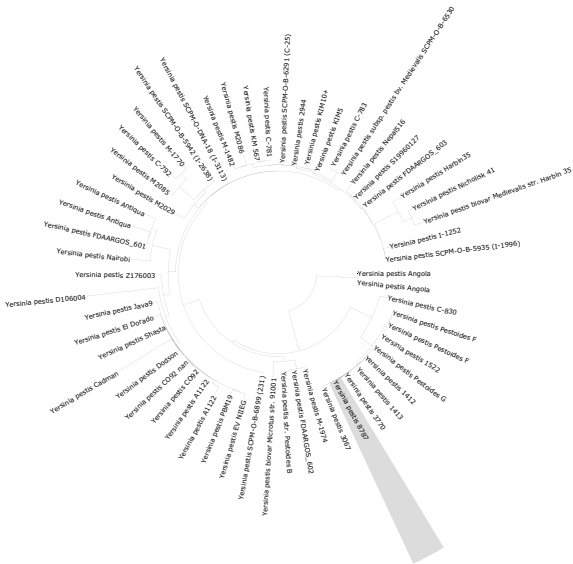 Yersinia pestis SCPM-O-B-6291 (C-25)
Yersinia pestis 2944
Yersinia pestis KIM10+
Yersinia pestis KIM5
Yersinia pestis C-783
Yersinia pestis subsp. pestis bv. Medievalis SCPM-O-B-6530
Yersinia pestis Nepal516
Yersinia pestis S19960127
Yersinia pestis FDAARGOS_603
Yersinia pestis Harbin35
Yersinia pestis Nicholisk 41
Yersinia pestis biovar Medievalis str. Harbin 35
Yersinia pestis I-1252
Yersinia pestis SCPM-O-B-5935 (I-1996)
Yersinia pestis Angola
Yersinia pestis Angola
Yersinia pestis C-830
Yersinia pestis Pestoides F
Yersinia pestis Pestoides F
Yersinia pestis 1522
Yersinia pestis Pestoides G
Yersinia pestis 1412
Yersinia pestis 1413
Yersinia pestis 3770
Yersinia pestis 8787
Yersinia pestis 3067
Yersinia pestis M-1974
Yersinia pestis FDAARGOS_602
Yersinia pestis str. Pestoides B
Yersinia pestis biovar Microtus str. 91001
Yersinia pestis SCPM-O-B-6899 (231)
Yersinia pestis EV NIIEG
Yersinia pestis PBM19
Yersinia pestis A1122
Yersinia pestis A1122
Yersinia pestis CO92
Yersinia pestis CO92 nan
Yersinia pestis Dodson
Yersinia pestis Cadman
Yersinia pestis Shasta
Yersinia pestis El Dorado
Yersinia pestis Java9
Yersinia pestis D106004
Yersinia pestis Z176003
Yersinia pestis Nairobi
Yersinia pestis FDAARGOS_601
Yersinia pestis Antiqua
Yersinia pestis Antiqua
Yersinia pestis M2029
Yersinia pestis M2085
Yersinia pestis C-792
Yersinia pestis M-1770
Yersinia pestis SCPM-O-B-5942 (I-2638)
Yersinia pestis SCPM-O-DNA-18 (I-3113)
Yersinia pestis M-1482
Yersinia pestis M2086
Yersinia pestis KM 567
Yersinia pestis C-781